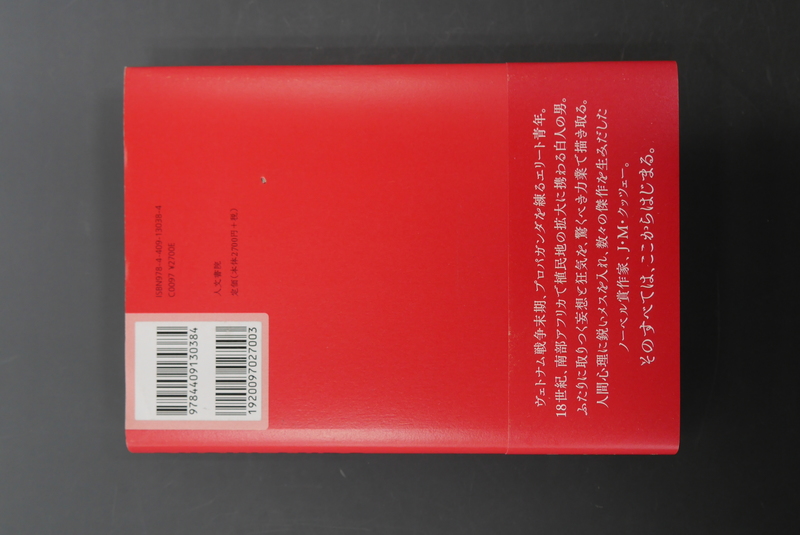 ヴェトナム戦争末期、プロパガンダを練るエリート青年。
18世紀、南部アフリカで植民地の拡大に携わる白人の男。
ふたりに取りつく妄想と狂気を、驚くべき力業で描き取る。
人間心理に鋭いメスを入れ、数々の傑作を生みだした
ノーベル賞作家、J・M・クッツェー。
そのすべては、ここからはじまる。
ISBN978-4-409-13038-4
C0097 ¥2700E
人文書院
定価(本体2700円+税)
9784409130384
1920097027003